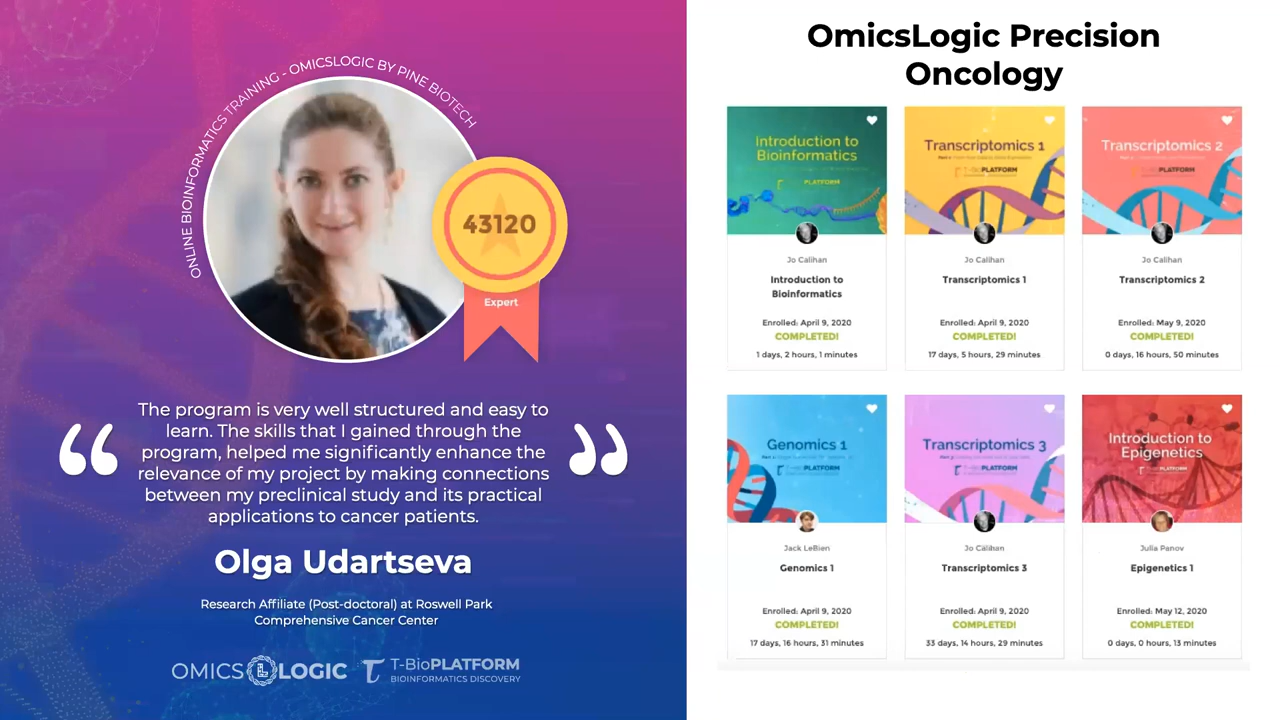 ONLINE BIOINFORMATICS TRAINING - OMICSLOGIC BY PINE BIOTECH
43120
Expert
“ The program is very well structured and easy to
learn. The skills that I gained through the
program, helped me significantly enhance the
relevance of my project by making connections
between my preclinical study and its practical
applications to cancer patients. ”
Olga Udartseva
Research Affiliate (Post-doctoral) at Roswell Park
Comprehensive Cancer Center
OMICS LOGIC
T-BioPLATFORM
BIOINFORMATICS DISCOVERY
OmicsLogic Precision
Oncology
Introduction to
Bioinformatics
PLATFORM
Jo Calihan
Introduction to
Bioinformatics
Enrolled: April 9, 2020
COMPLETED!
1 days, 2 hours, 1 minutes
Transcriptomics 1
T-BioPLATFORM
Jo Calihan
Transcriptomics 1
Enrolled: April 9, 2020
COMPLETED!
17 days, 5 hours, 29 minutes
Transcriptomics 2
T-BioPLATFORM
Jo Calihan
Transcriptomics 2
Enrolled: May 9, 2020
COMPLETED!
0 days, 16 hours, 50 minutes
Genomics 1
T-BioPLATFORM
Jack LeBien
Genomics 1
Enrolled: April 9, 2020
COMPLETED!
17 days, 16 hours, 31 minutes
Transcriptomics 3
T-BioPLATFORM
Jo Calihan
Transcriptomics 3
Enrolled: April 9, 2020
COMPLETED!
33 days, 14 hours, 29 minutes
Introduction to
Epigenetics
PLATFORM
Julia Panov
Epigenetics 1
Enrolled: May 12, 2020
COMPLETED!
0 days, 0 hours, 13 minutes